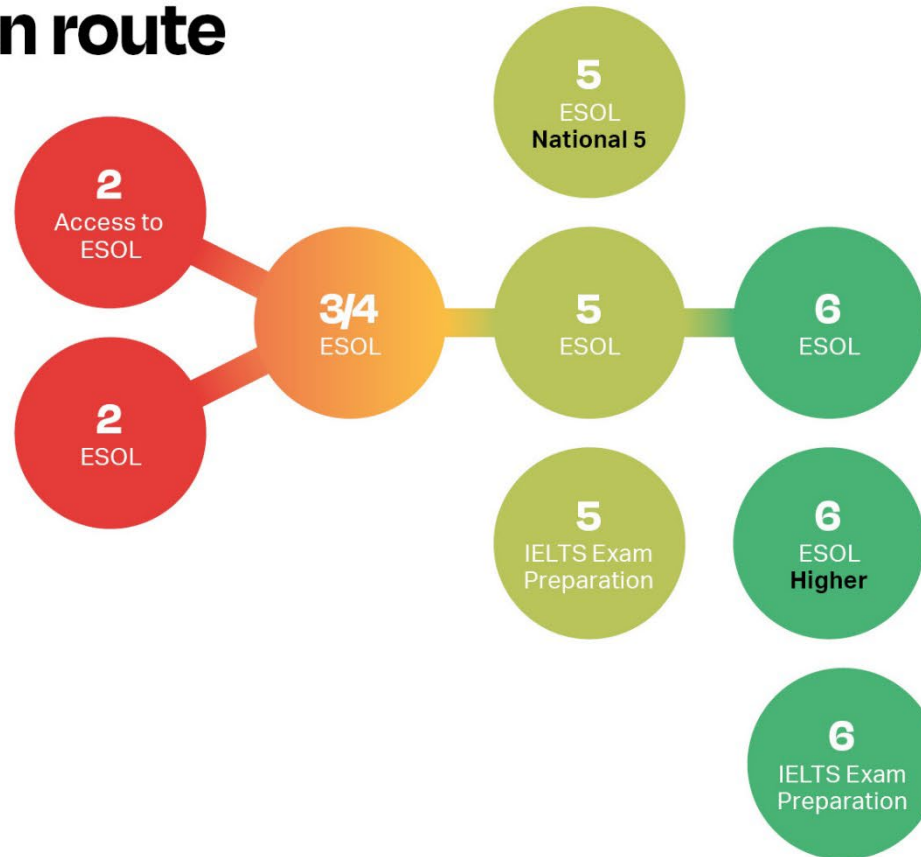 n route
2
Access to
ESOL
2
ESOL
3/4
ESOL
5
ESOL
National 5
5
ESOL
5
IELTS Exam
Preparation
6
ESOL
6
ESOL
Higher
6
IELTS Exam
Preparation